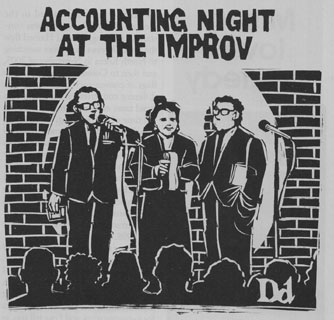 ACCOUNTING NIGHT
AT THE IMPROV
Dd